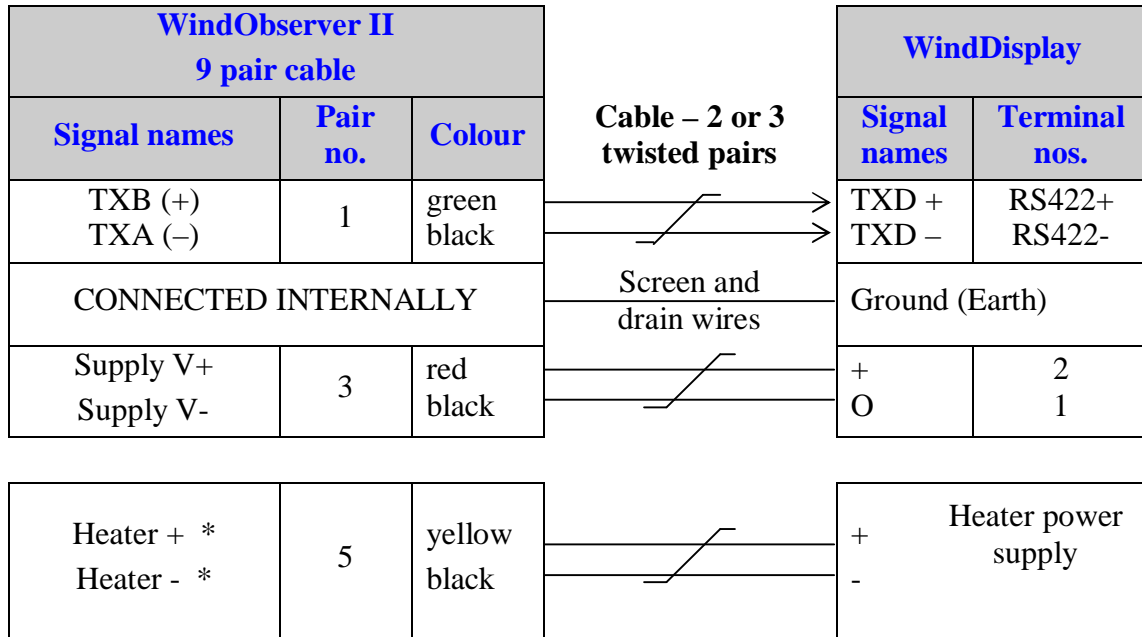 WindObserver II
9 pair cable
WindDisplay
Signal names
Pair no.
Colour
Cable – 2 or 3
twisted pairs
Signal names
Terminal nos.
TXB (+) 1 green TXD + RS422+
TXA (–) black TXD – RS422-
CONNECTED INTERNALLY
Screen and
drain wires
Ground (Earth)
Supply V+ 3 red + 2
Supply V- black O 1
Heater + * 5 yellow + Heater power
Heater - * black - supply